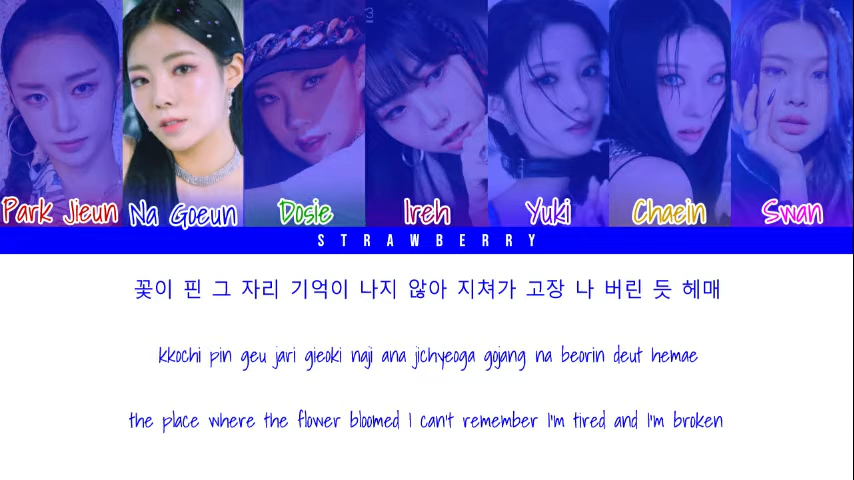 Park Jieun Na Goeun Dosie Ireh Yuki Chaein Swan
STRAWBERRY
꽃이 핀 그 자리 기억이 나지 않아 지쳐가 고장 나 버린 듯 헤매
kkochi pin geu jari gieoki naji ana jichyeoga gojang na beorin deut hemae
the place where the flower bloomed I can't remember I'm tired and I'm broken